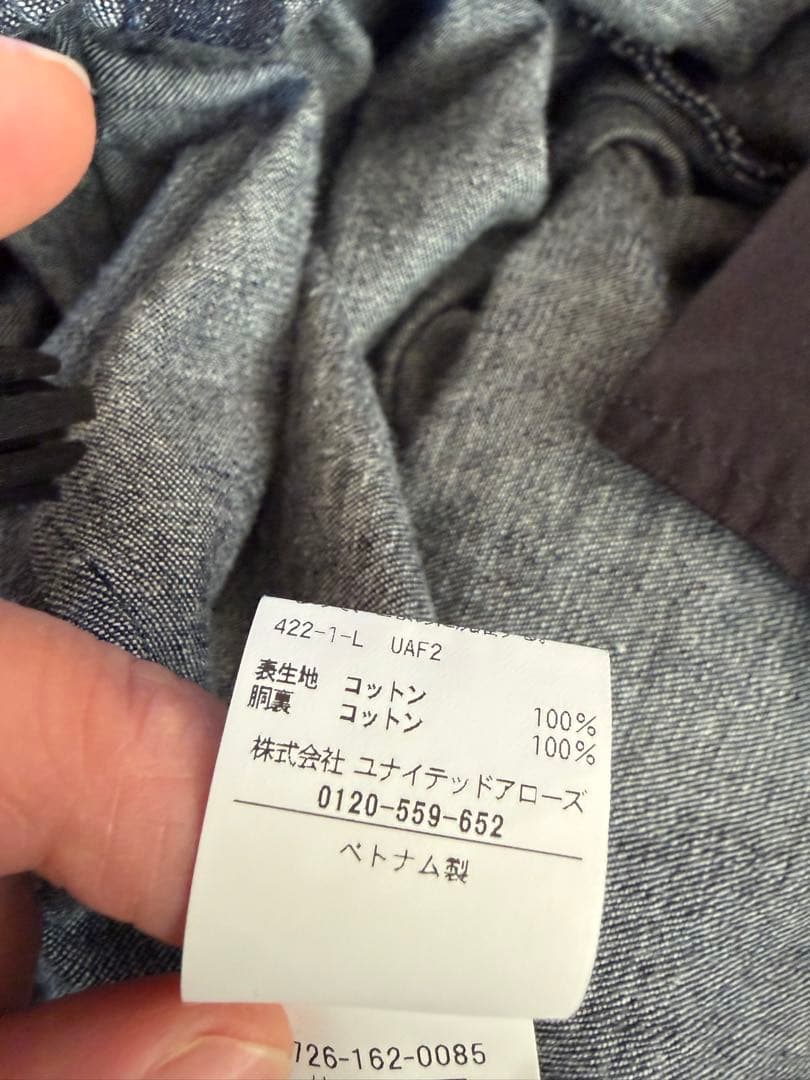 422-1-L UAF2
表生地 コットン 100%
胴裏 コットン 100%
株式会社 ユナイテッドアローズ
0120-559-652
ベトナム製
726-162-0085